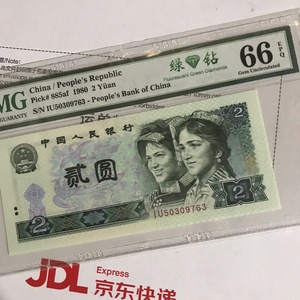 China / People's Republic
Pick# 885af 1980 2 Yüan
S/N IU50309763 - People's Bank of China
MG
GUARANTY
绿 钻
Fluorescent Green Diamonds
66 EPQ
Gem Uncirculated
中国人民银行
贰圆
2
2
IU50309763
JDL Express
京东快递